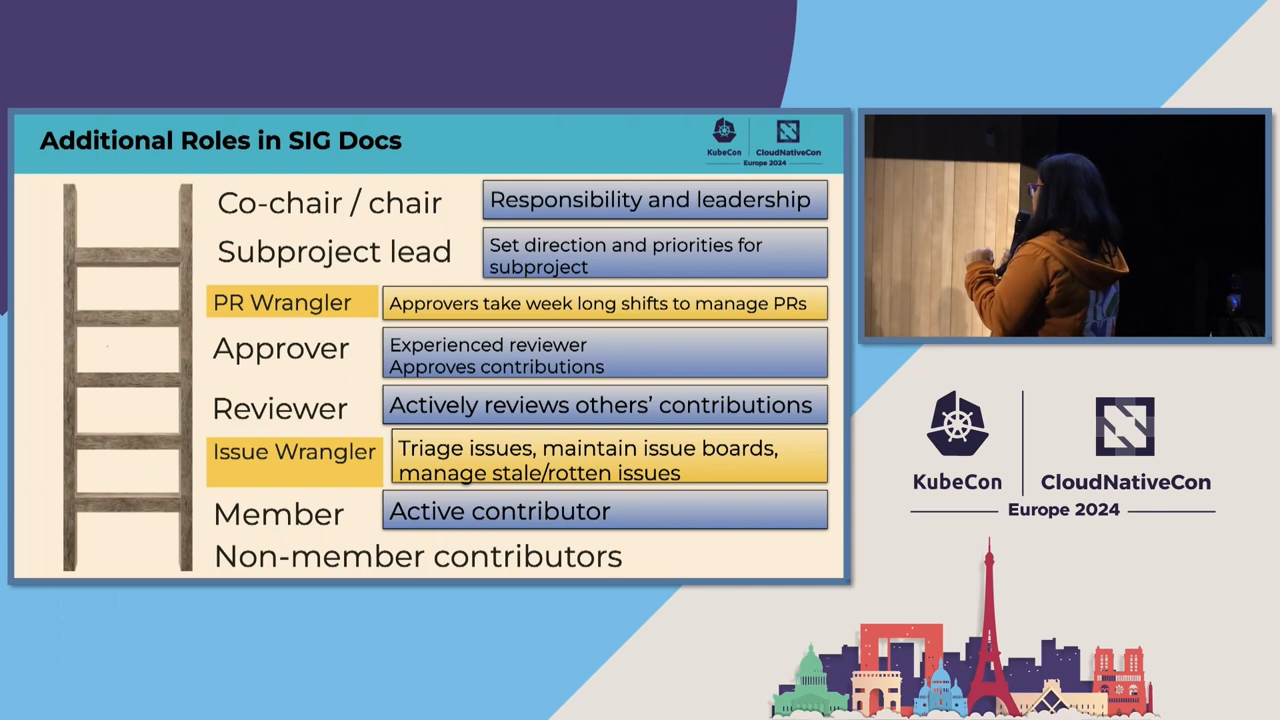 Additional Roles in SIG Docs
KubeCon
CloudNativeCon
Europe 2024
Co-chair / chair
Responsibility and leadership
Subproject lead
Set direction and priorities for
subproject
PR Wrangler
Approvers take week long shifts to manage PRs
Approver
Experienced reviewer
Approves contributions
Reviewer
Actively reviews others’ contributions
Issue Wrangler
Triage issues, maintain issue boards,
manage stale/rotten issues
Member
Active contributor
Non-member contributors
KubeCon
CloudNativeCon
Europe 2024